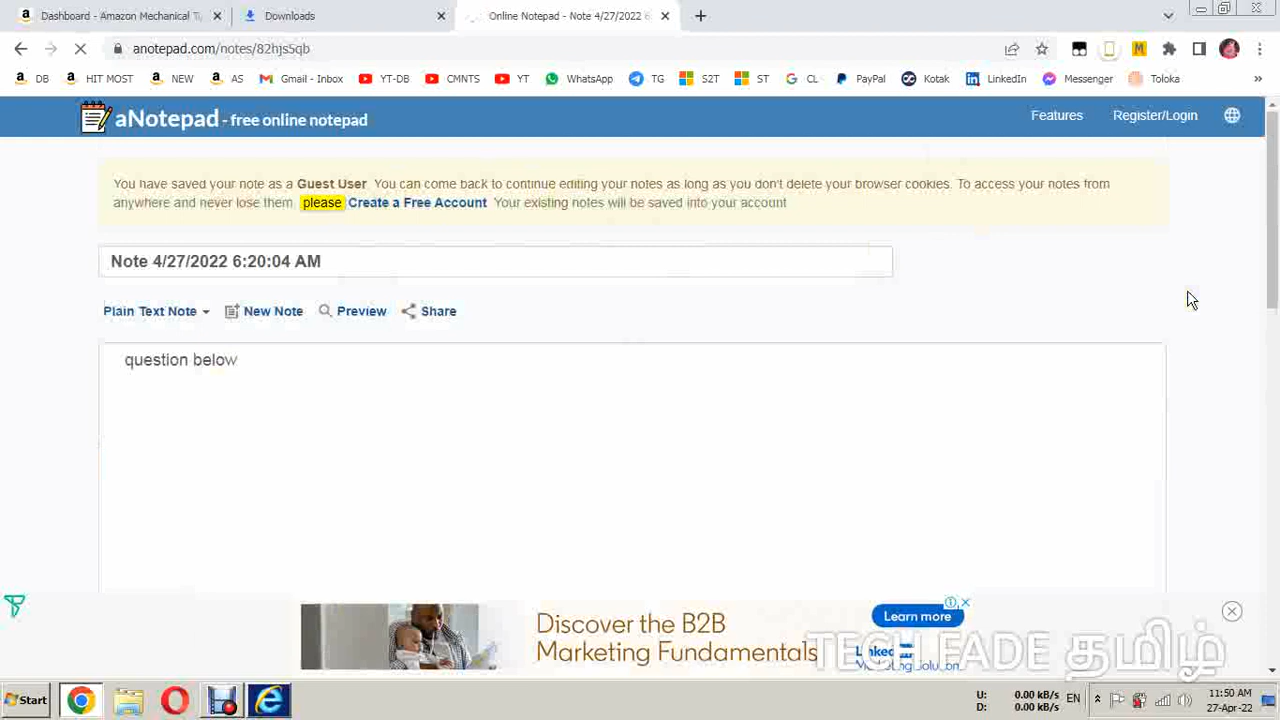 Dashboard - Amazon Mechanical Tu
Downloads
Online Notepad - Note 4/27/2022 6
anotepad.com/notes/82hjs5qb
DB
HIT MOST
NEW
AS
Gmail - Inbox
YT-DB
CMNTS
YT
WhatsApp
TG
S2T
ST
CL
PayPal
Kotak
LinkedIn
Messenger
Toloka
aNotepad - free online notepad
Features
Register/Login
You have saved your note as a Guest User. You can come back to continue editing your notes as long as you don't delete your browser cookies. To access your notes from
anywhere and never lose them, please Create a Free Account. Your existing notes will be saved into your account
Note 4/27/2022 6:20:04 AM
Plain Text Note
New Note
Preview
Share
question below
Discover the B2B
Marketing Fundamentals
Learn more
TECH LEADE தமிழ்
Start
U: 0.00 kB/s
D: 0.00 kB/s
EN
11:50 AM
27-Apr-22